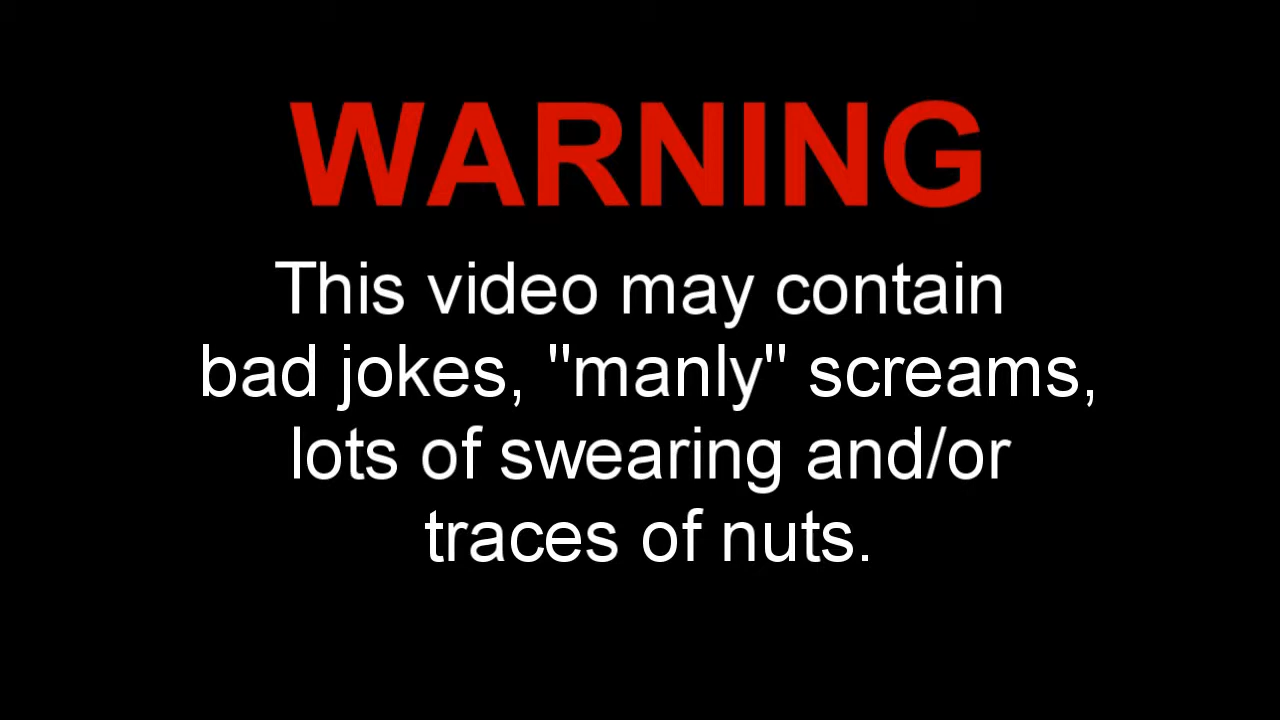 WARNING
This video may contain
bad jokes, "manly" screams,
lots of swearing and/or
traces of nuts.